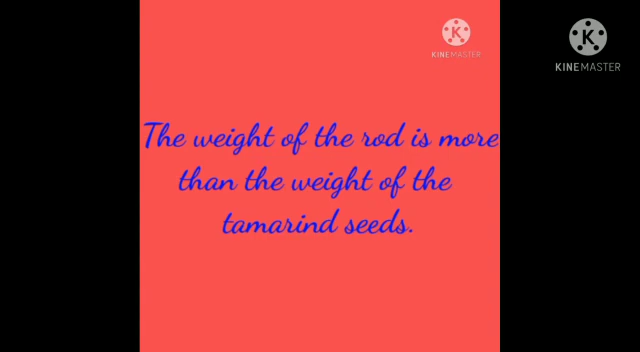 KINEMASTER
KINEMASTER
The weight of the rod is more
than the weight of the
tamarind seeds.